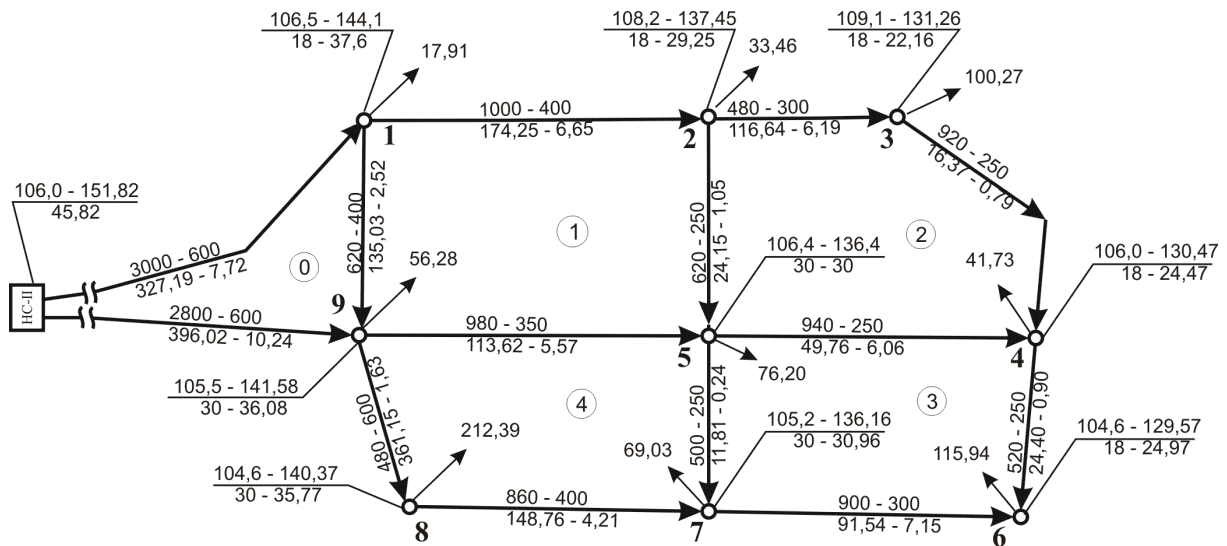 106,5 - 144,1
18 - 37,6
108,2 - 137,45
18 - 29,25
109,1 - 131,26
18 - 22,16
17,91
33,46
100,27
1000 - 400
174,25 - 6,65
480 - 300
116,64 - 6,19
1
2
3
920 - 250
16,37 - 0,79
106,0 - 151,82
45,82
620 - 400
135,03 - 2,52
1
620 - 250
24,15 - 1,05
2
3000 - 600
327,19 - 7,72
0
56,28
106,4 - 136,4
30 - 30
41,73
106,0 - 130,47
18 - 24,47
НС-II
9
2800 - 600
396,02 - 10,24
980 - 350
113,62 - 5,57
5
940 - 250
49,76 - 6,06
4
76,20
105,5 - 141,58
30 - 36,08
480 - 600
361,15 - 1,63
4
500 - 250
11,81 - 0,24
3
520 - 250
24,40 - 0,90
212,39
69,03
105,2 - 136,16
30 - 30,96
115,94
104,6 - 129,57
18 - 24,97
104,6 - 140,37
30 - 35,77
860 - 400
148,76 - 4,21
900 - 300
91,54 - 7,15
8
7
6